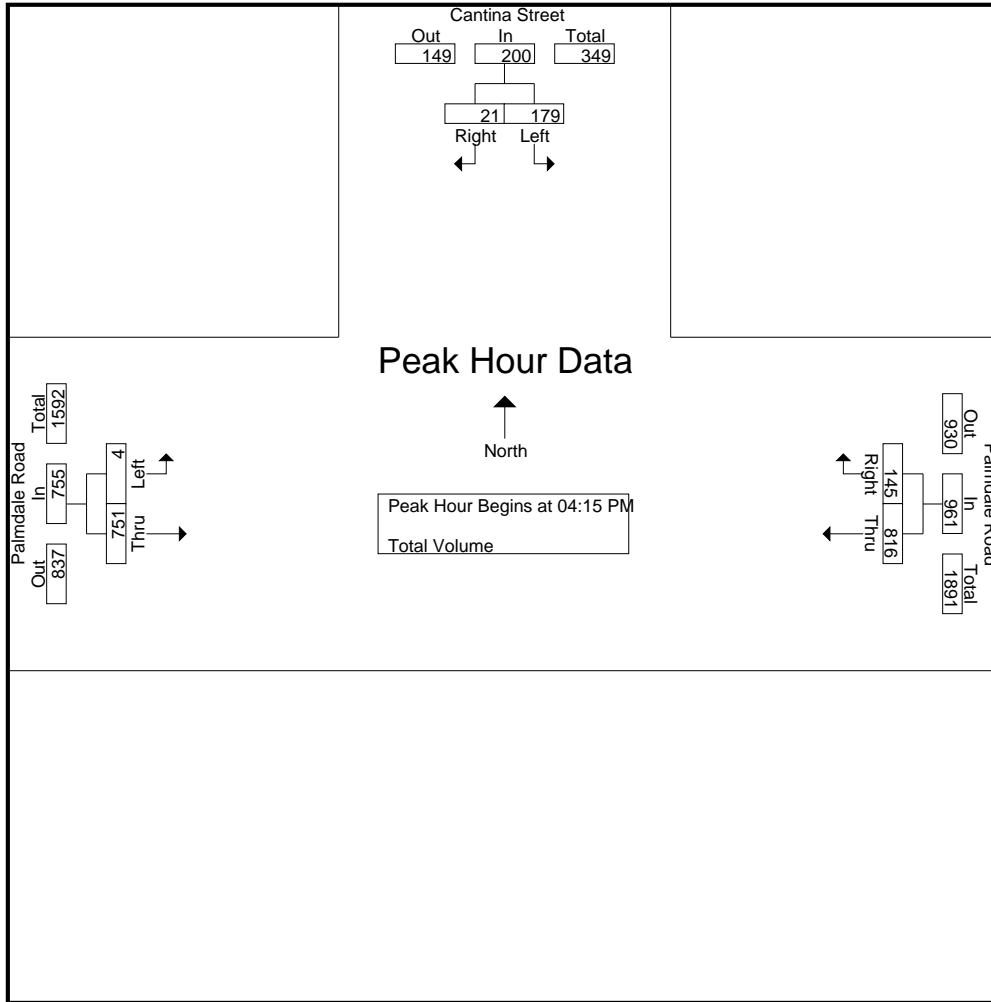 Cantina Street
Out In Total
149 200 349
21 179
Right Left
Peak Hour Data
North
Peak Hour Begins at 04:15 PM
Total Volume
Palmdale Road
Out In Total
837 755 1592
751 4
Thru Left
Palmdale Road
Out In Total
930 961 1891
145 816
Right Thru